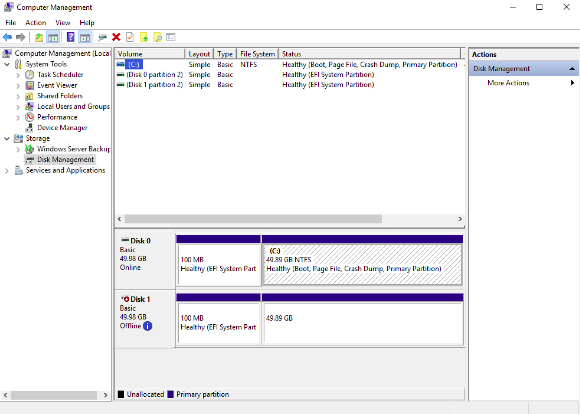 Computer Management
File Action View Help
Computer Management (Local
System Tools
Task Scheduler
Event Viewer
Shared Folders
Local Users and Groups
Performance
Device Manager
Storage
Windows Server Backup
Disk Management
Services and Applications
Volume Layout Type File System Status
(C:) Simple Basic NTFS Healthy (Boot, Page File, Crash Dump, Primary Partition)
(Disk 0 partition 2) Simple Basic Healthy (EFI System Partition)
(Disk 1 partition 2) Simple Basic Healthy (EFI System Partition)
Disk 0
Basic
49.98 GB
Online
100 MB
Healthy (EFI System Part
(C:)
49.89 GB NTFS
Healthy (Boot, Page File, Crash Dump, Primary Partition)
Disk 1
Basic
49.98 GB
Offline
100 MB
Healthy (EFI System Part
49.89 GB
Unallocated Primary partition
Actions
Disk Management
More Actions